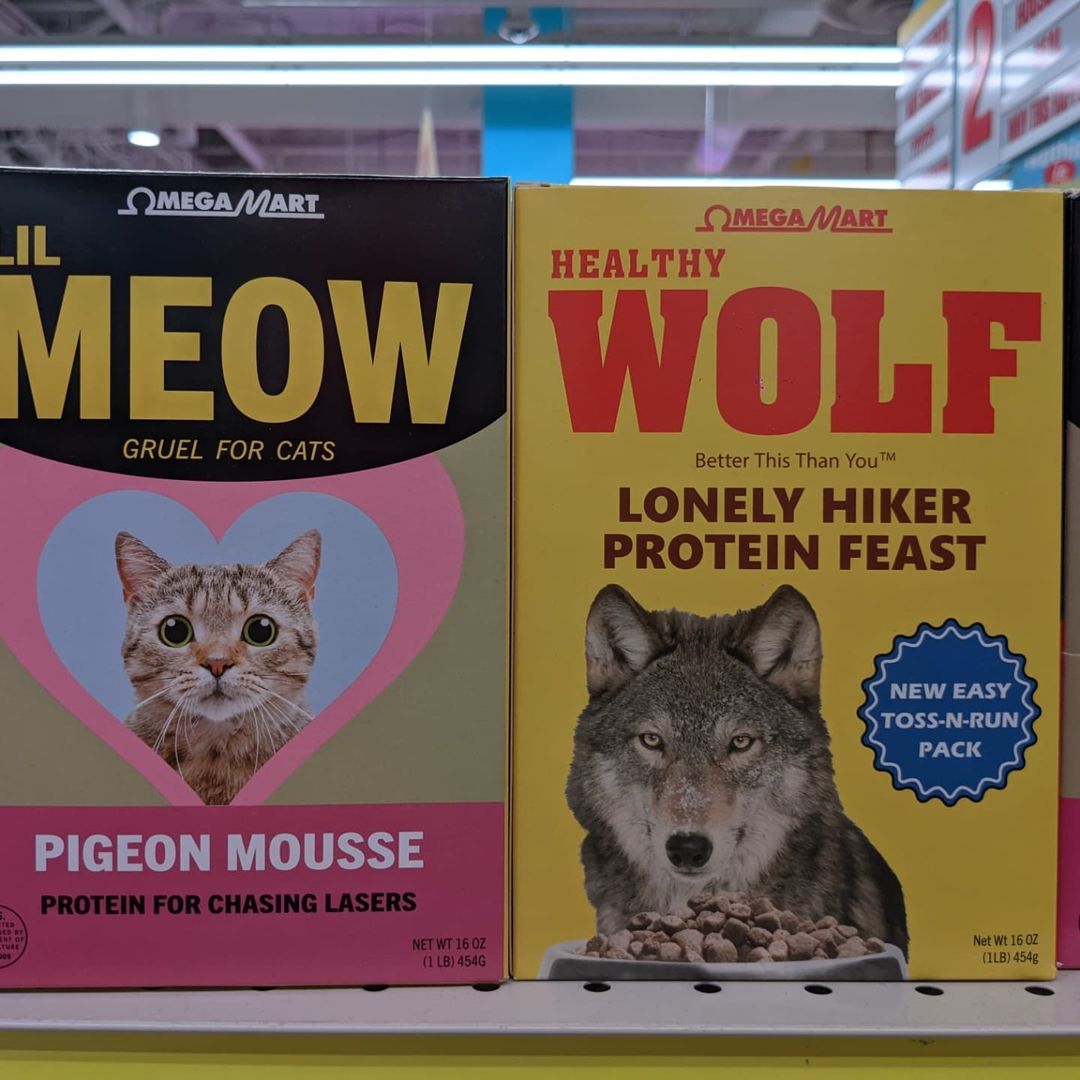 2
ΩMEGA MART
LIL
MEOW
GRUEL FOR CATS
PIGEON MOUSSE
PROTEIN FOR CHASING LASERS
NET WT 16 OZ
(1 LB) 454G
ΩMEGA MART
HEALTHY
WOLF
Better This Than You™
LONELY HIKER
PROTEIN FEAST
NEW EASY
TOSS-N-RUN
PACK
Net Wt 16 OZ
(1LB) 454g